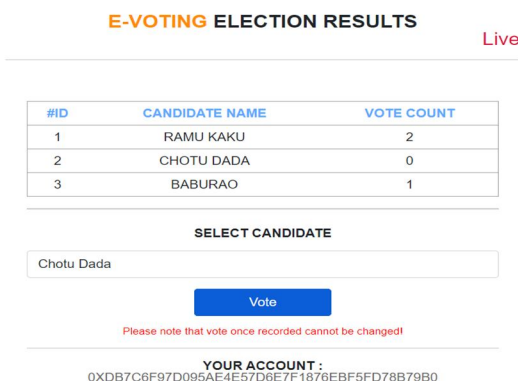 E-VOTING ELECTION RESULTS
Live
#ID CANDIDATE NAME VOTE COUNT
1 RAMU KAKU 2
2 CHOTU DADA 0
3 BABURAO 1
SELECT CANDIDATE
Chotu Dada
Vote
Please note that vote once recorded cannot be changed!
YOUR ACCOUNT :
0XDB7C6F97D095AE4E57D6E7F1876EBF5FD78B79B0